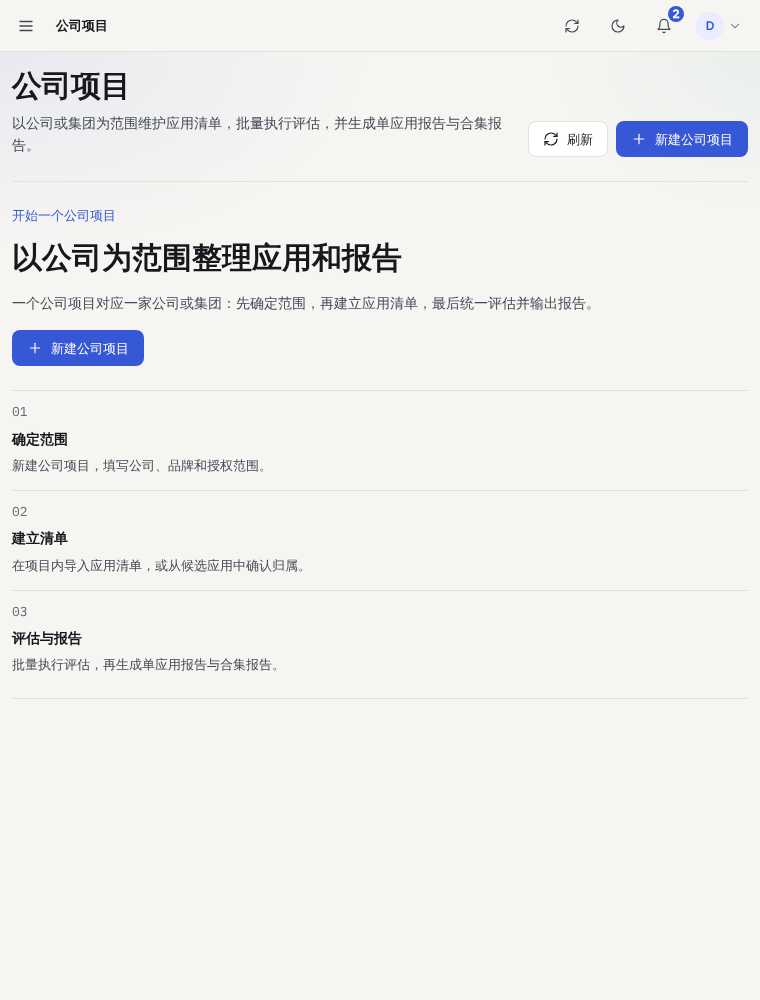 公司项目
2
D
公司项目
以公司或集团为范围维护应用清单，批量执行评估，并生成单应用报告与合集报
告。
刷新
新建公司项目
开始一个公司项目
以公司为范围整理应用和报告
一个公司项目对应一家公司或集团：先确定范围，再建立应用清单，最后统一评估并输出报告。
新建公司项目
01
确定范围
新建公司项目，填写公司、品牌和授权范围。
02
建立清单
在项目内导入应用清单，或从候选应用中确认归属。
03
评估与报告
批量执行评估，再生成单应用报告与合集报告。